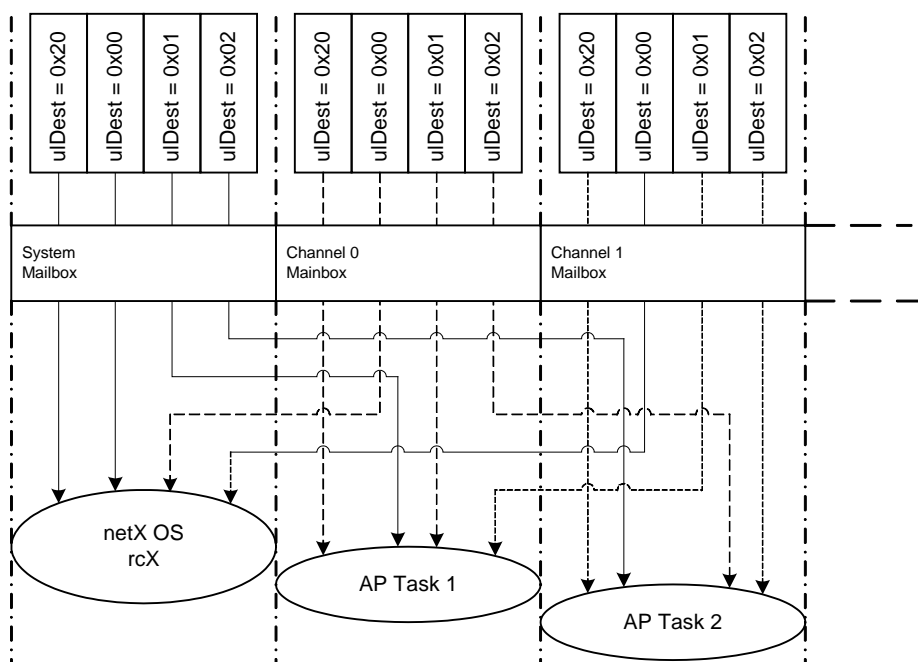 ulDest = 0x20
ulDest = 0x00
ulDest = 0x01
ulDest = 0x02
ulDest = 0x20
ulDest = 0x00
ulDest = 0x01
ulDest = 0x02
ulDest = 0x20
ulDest = 0x00
ulDest = 0x01
ulDest = 0x02
System
Mailbox
Channel 0
Mainbox
Channel 1
Mailbox
netX OS
rcX
AP Task 1
AP Task 2